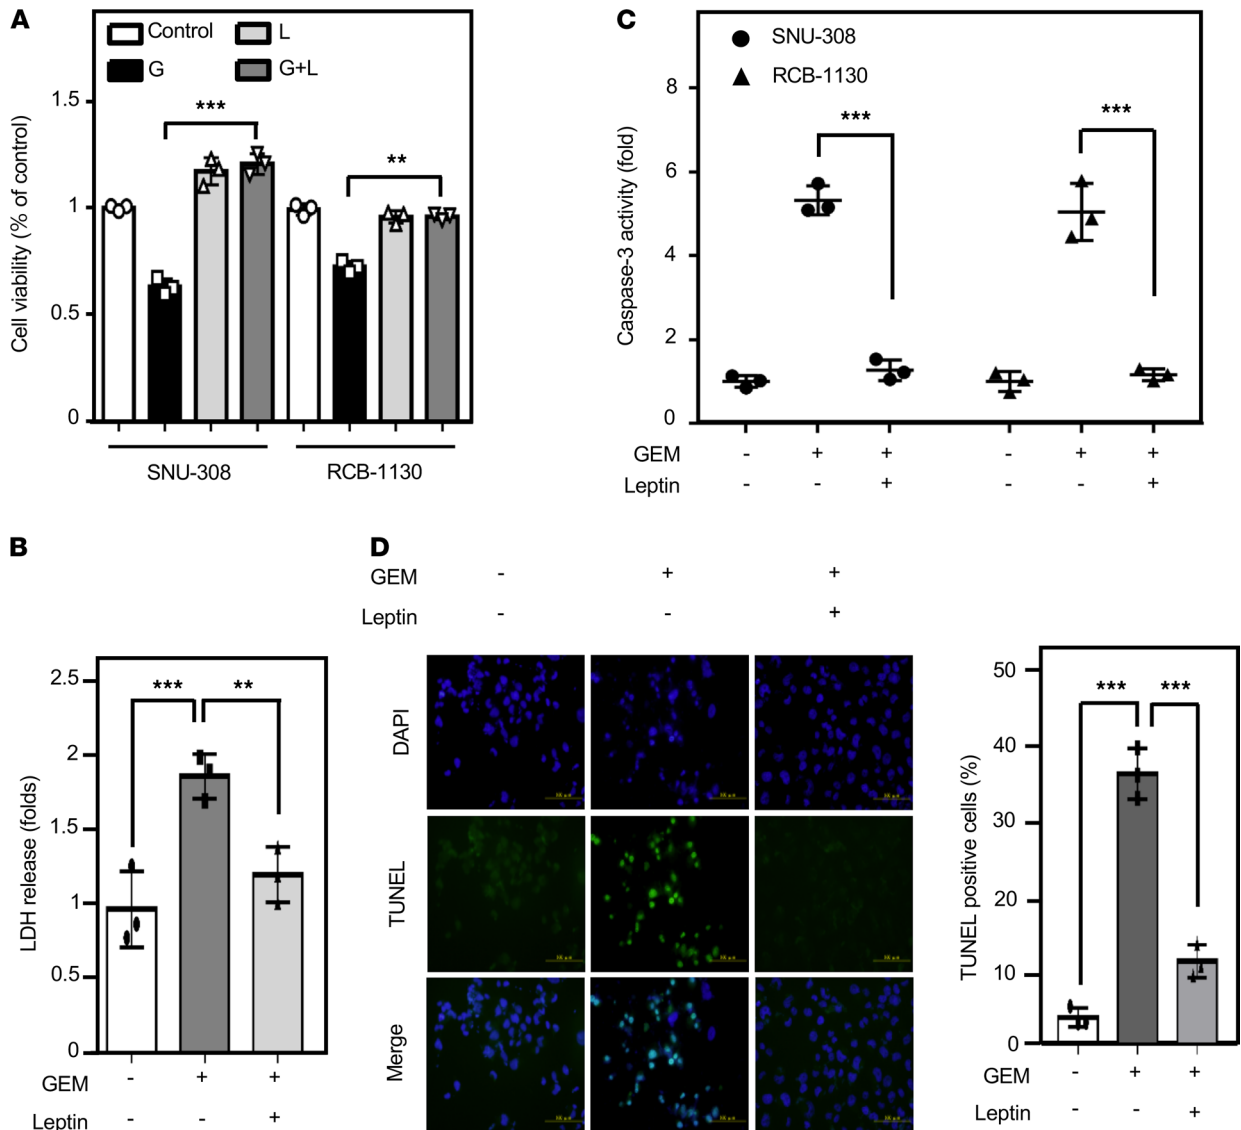 A
Control
L
G
G+L
Cell viability (% of control)
1.5
1
0.5
0
***
**
SNU-308
RCB-1130
C
SNU-308
RCB-1130
Caspase-3 activity (fold)
8
6
4
2
0
***
***
GEM - + + - + +
Leptin - - + - - +
B
LDH release (folds)
2.5
2
1.5
1
0.5
0
*** **
GEM - + +
Leptin - - +
D
GEM - + +
Leptin - - +
DAPI
TUNEL
Merge
TUNEL positive cells (%)
50
40
30
20
10
0
*** ***
GEM - + +
Leptin - - +